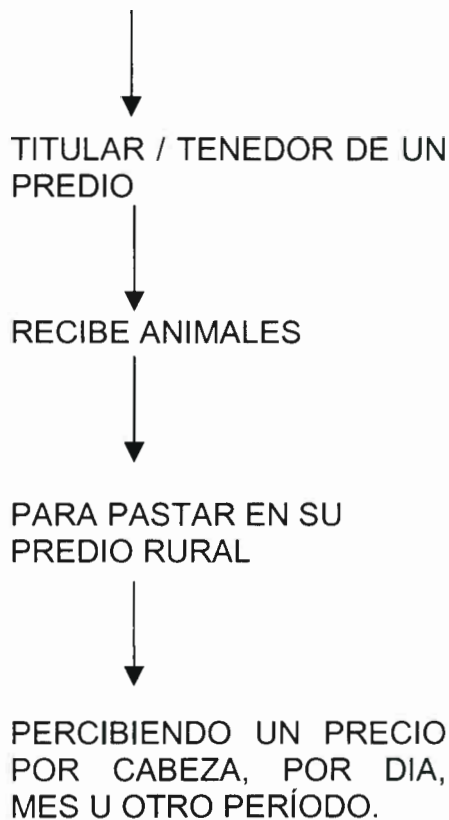 TITULAR / TENEDOR DE UN
PREDIO
RECIBE ANIMALES
PARA PASTAR EN SU
PREDIO RURAL
PERCIBIENDO UN PRECIO
POR CABEZA, POR DIA,
MES U OTRO PERÍODO.